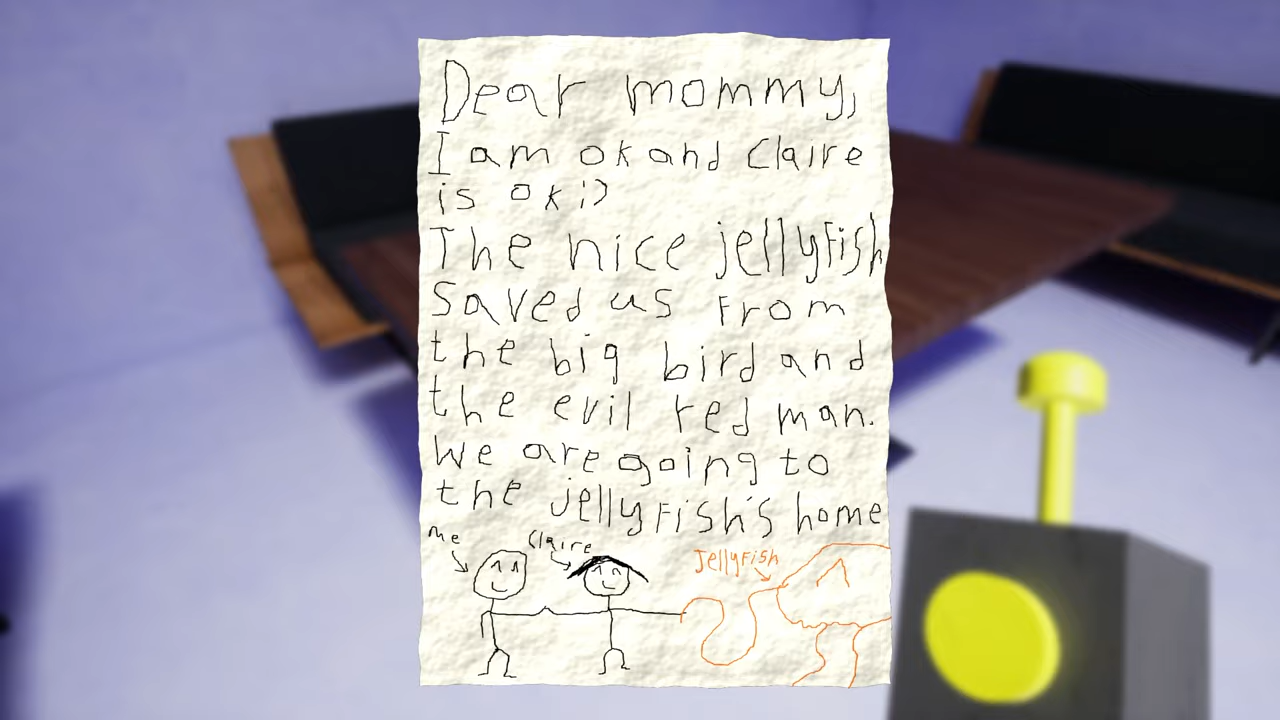 Dear mommy,
I am ok and Claire
is ok :)
The nice jellyfish
saved us from
the big bird and
the evil red man.
We are going to
the jellyfish's home
Me
Claire
Jellyfish